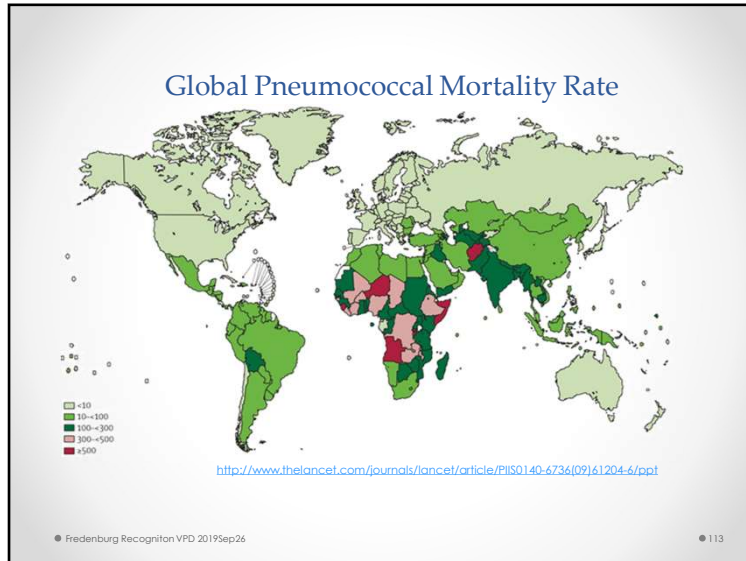 Global Pneumococcal Mortality Rate
<10
10–<100
100–<300
300–<500
≥500
http://www.thelancet.com/journals/lancet/article/PIIS0140-6736(09)61204-6/ppt
Fredenburg Recogniton VPD 2019Sep26
113